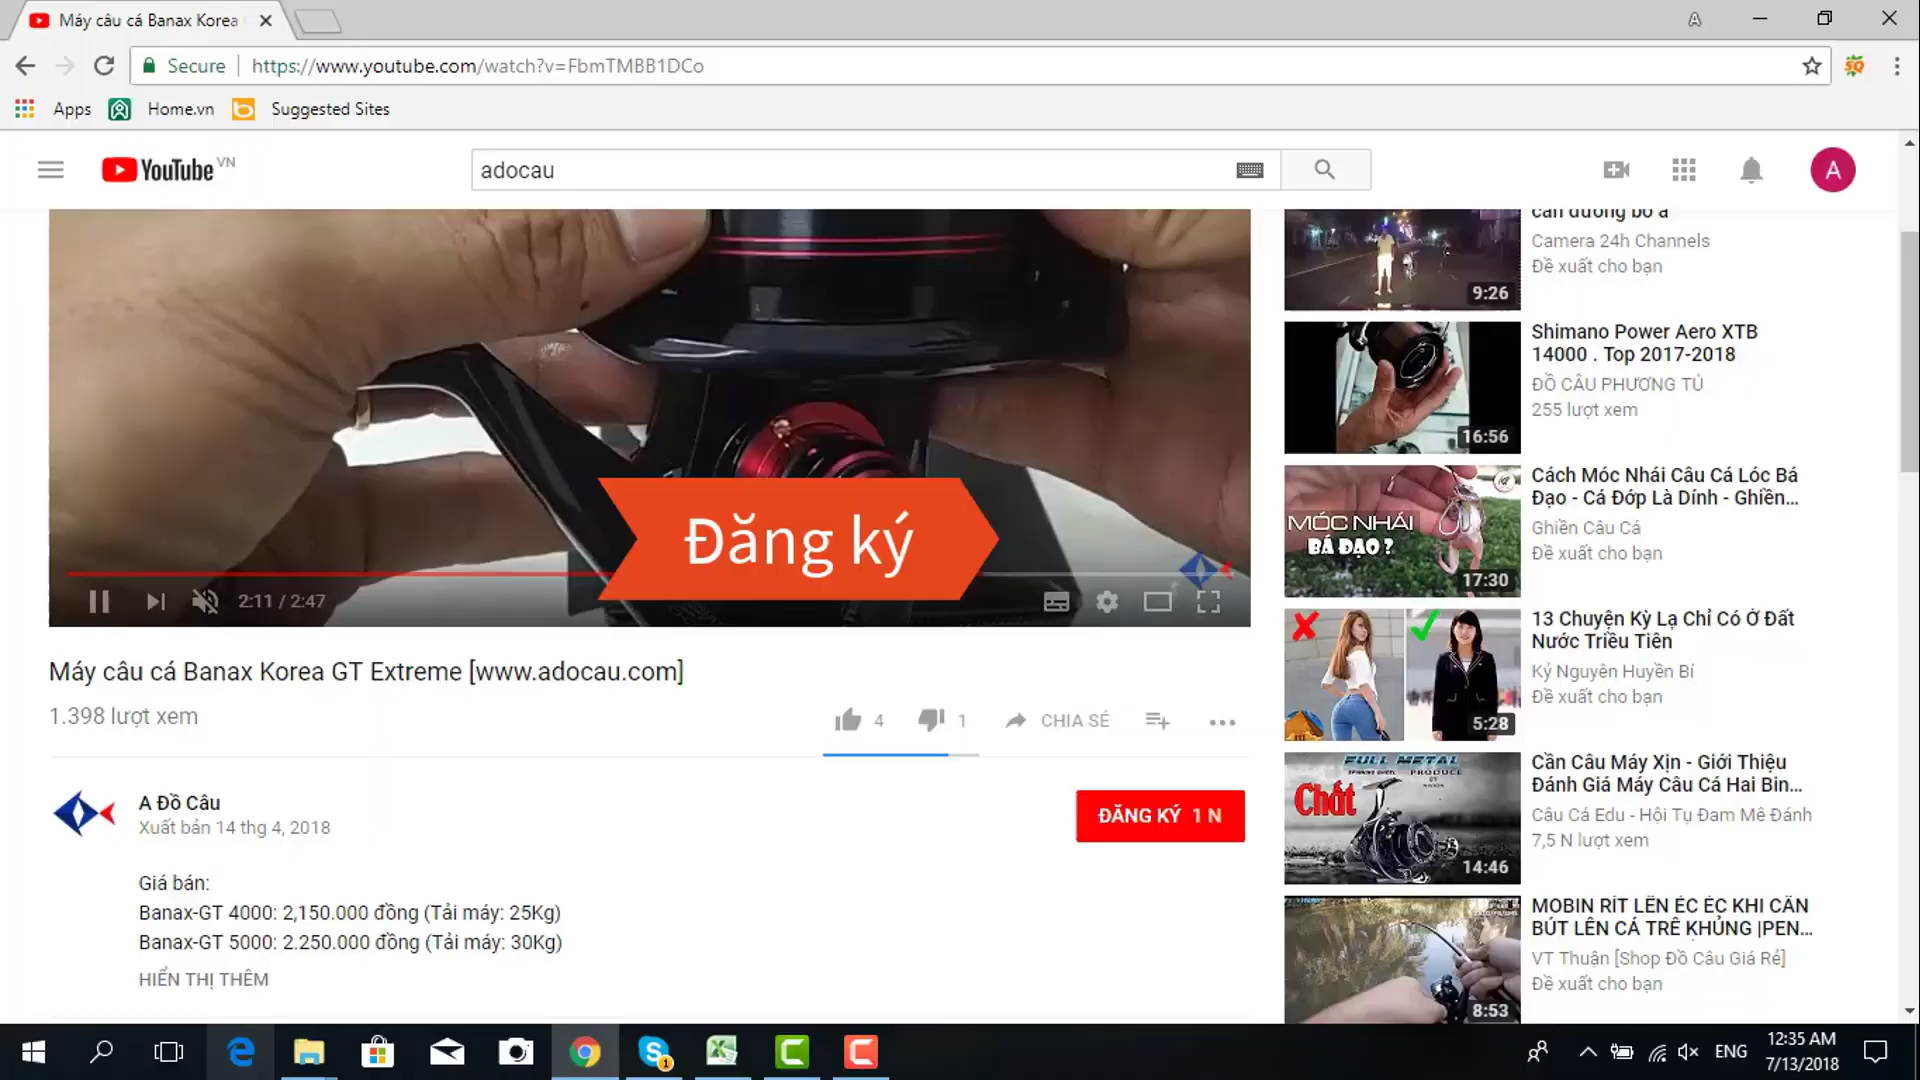 Máy câu cá Banax Korea
Secure
https://www.youtube.com/watch?v=FbmTMBB1DCo
Apps
Home.vn
Suggested Sites
YouTube VN
adocau
A
Đăng ký
2:11 / 2:47
Máy câu cá Banax Korea GT Extreme [www.adocau.com]
1.398 lượt xem
4
1
CHIA SẺ
A Đồ Câu
Xuất bản 14 thg 4, 2018
ĐĂNG KÝ 1 N
Giá bán:
Banax-GT 4000: 2,150.000 đồng (Tải máy: 25Kg)
Banax-GT 5000: 2.250.000 đồng (Tải máy: 30Kg)
HIỂN THỊ THÊM
Camera 24h Channels
Đề xuất cho bạn
9:26
Shimano Power Aero XTB
14000 . Top 2017-2018
ĐỒ CÂU PHƯƠNG TÚ
255 lượt xem
16:56
Cách Móc Nhái Câu Cá Lóc Bá
Đạo - Cá Đớp Là Dính - Ghiền...
Ghiền Câu Cá
Đề xuất cho bạn
MÓC NHÁI
BÁ ĐẠO ?
17:30
13 Chuyện Kỳ Lạ Chỉ Có Ở Đất
Nước Triều Tiên
Kỷ Nguyên Huyền Bí
Đề xuất cho bạn
5:28
Cần Câu Máy Xịn - Giới Thiệu
Đánh Giá Máy Câu Cá Hai Bin...
Câu Cá Edu - Hội Tụ Đam Mê Đánh
7,5 N lượt xem
FULL METAL
SPINNING WHEEL PRODUCE
Chất
14:46
MOBIN RÍT LÊN ÉC ÉC KHI CẦN
BÚT LÊN CÁ TRÊ KHỦNG |PEN...
VT Thuận [Shop Đồ Câu Giá Rẻ]
Đề xuất cho bạn
8:53
1
ENG
12:35 AM
7/13/2018